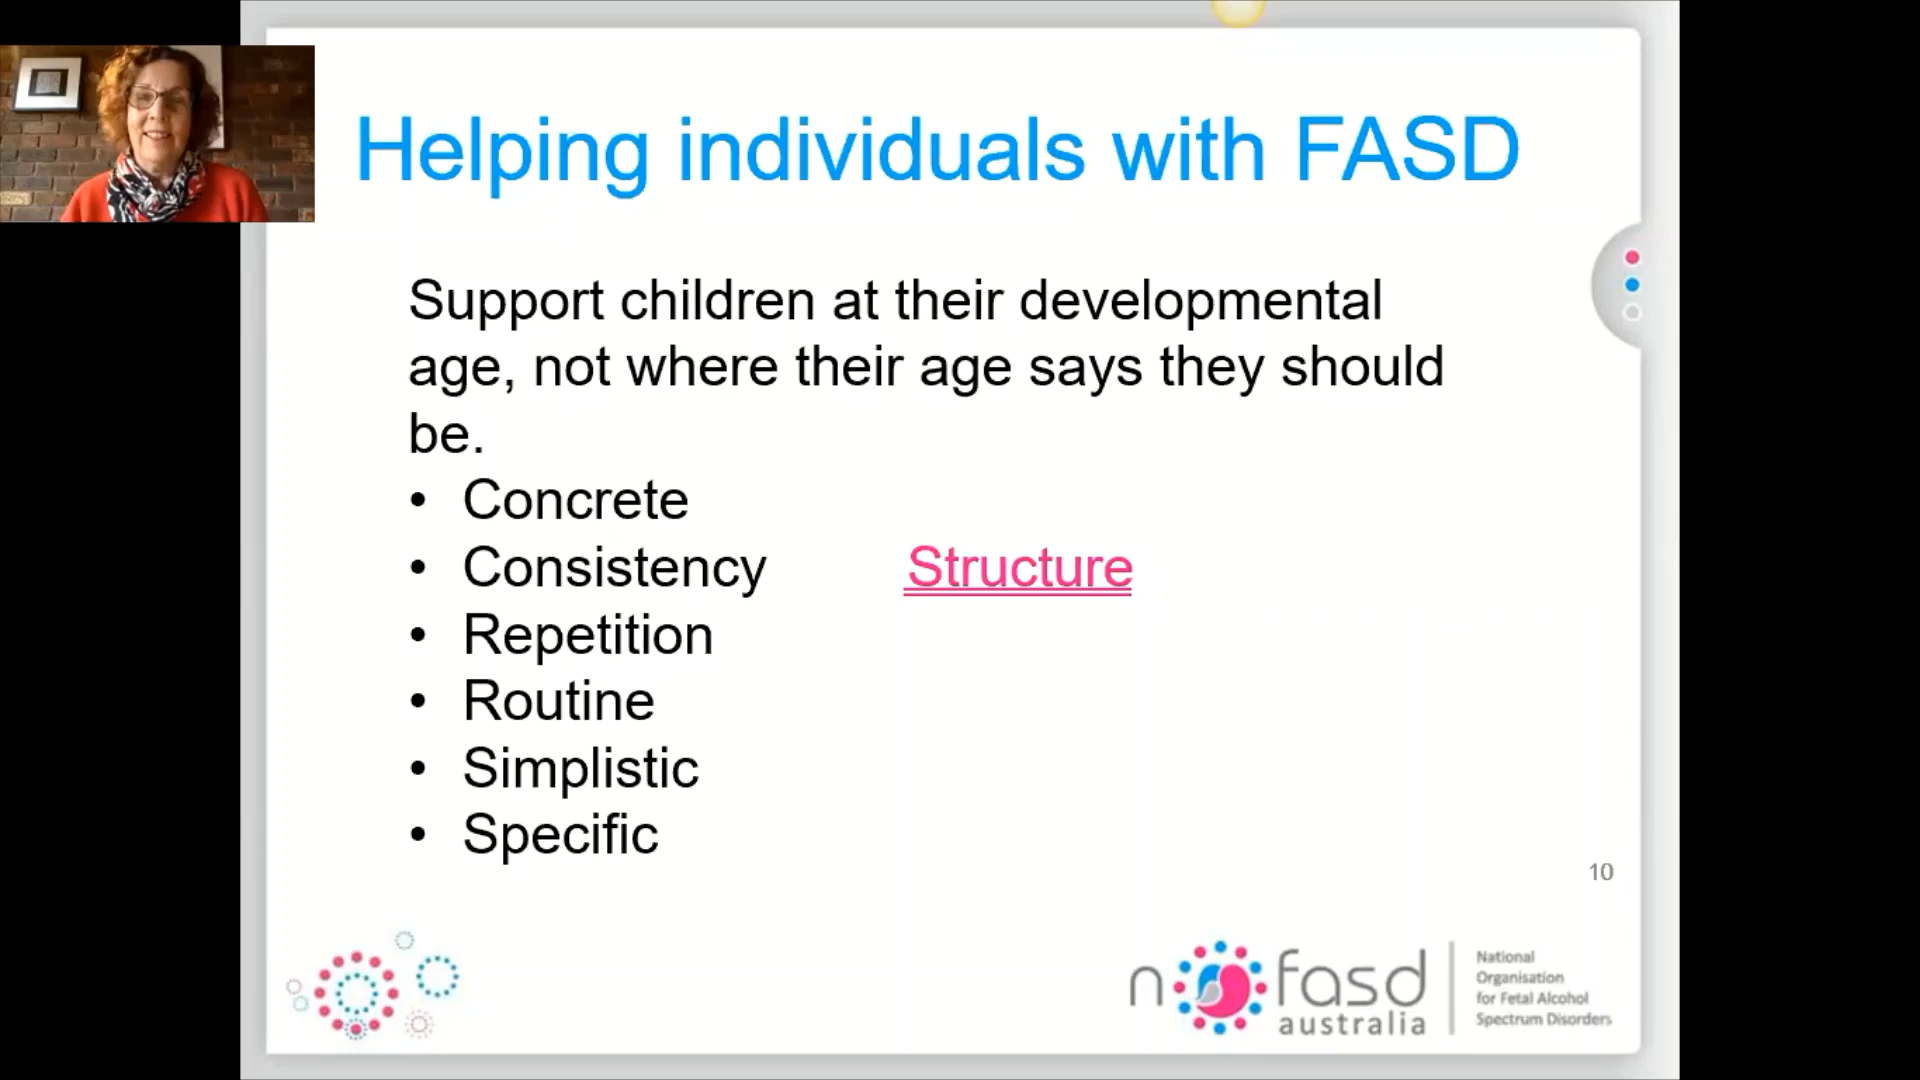 Helping individuals with FASD
Support children at their developmental
age, not where their age says they should
be.
• Concrete
• Consistency Structure
• Repetition
• Routine
• Simplistic
• Specific
10
nofasd
australia
National
Organisation
for Fetal Alcohol
Spectrum Disorders